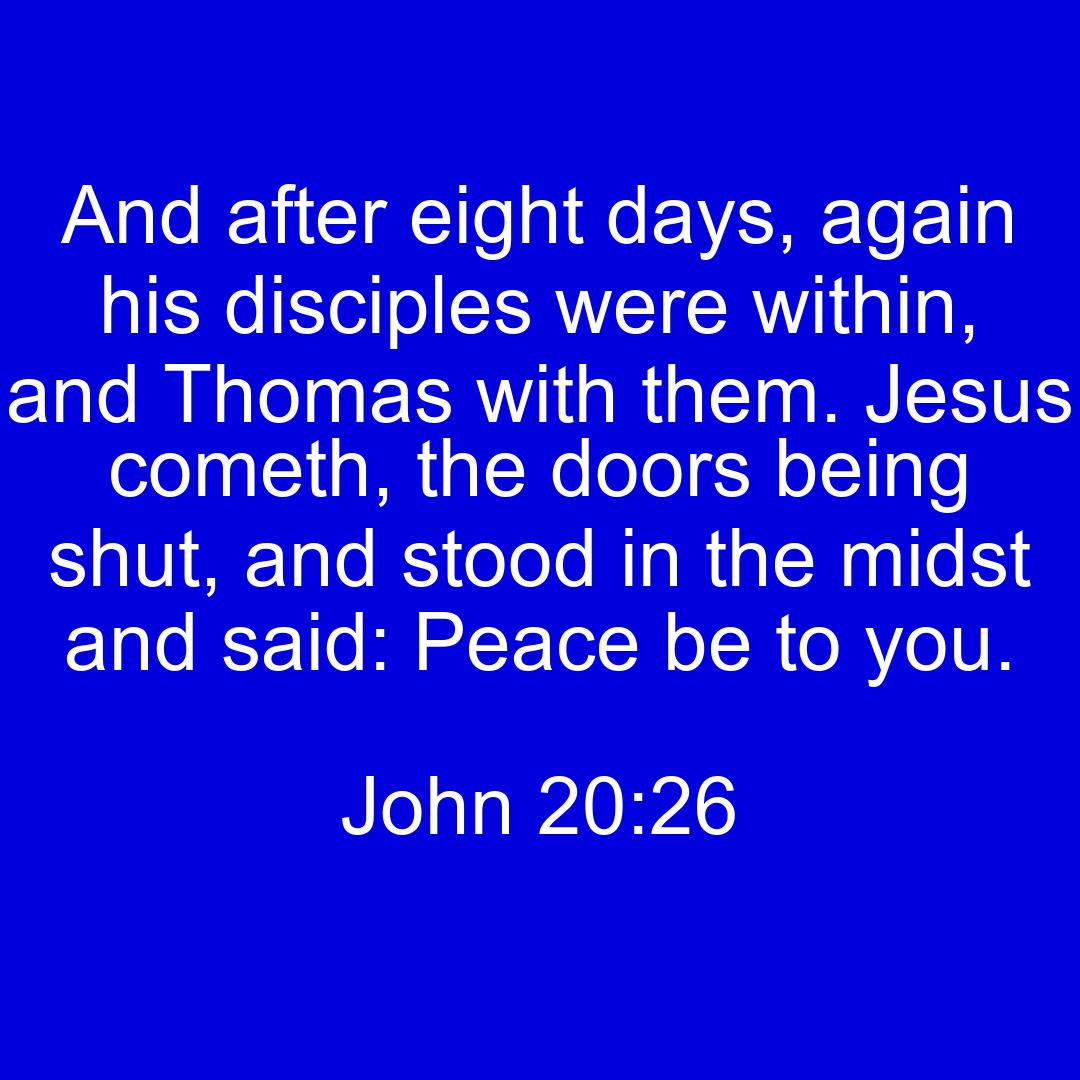 And after eight days, again
his disciples were within,
and Thomas with them. Jesus
cometh, the doors being
shut, and stood in the midst
and said: Peace be to you.
John 20:26